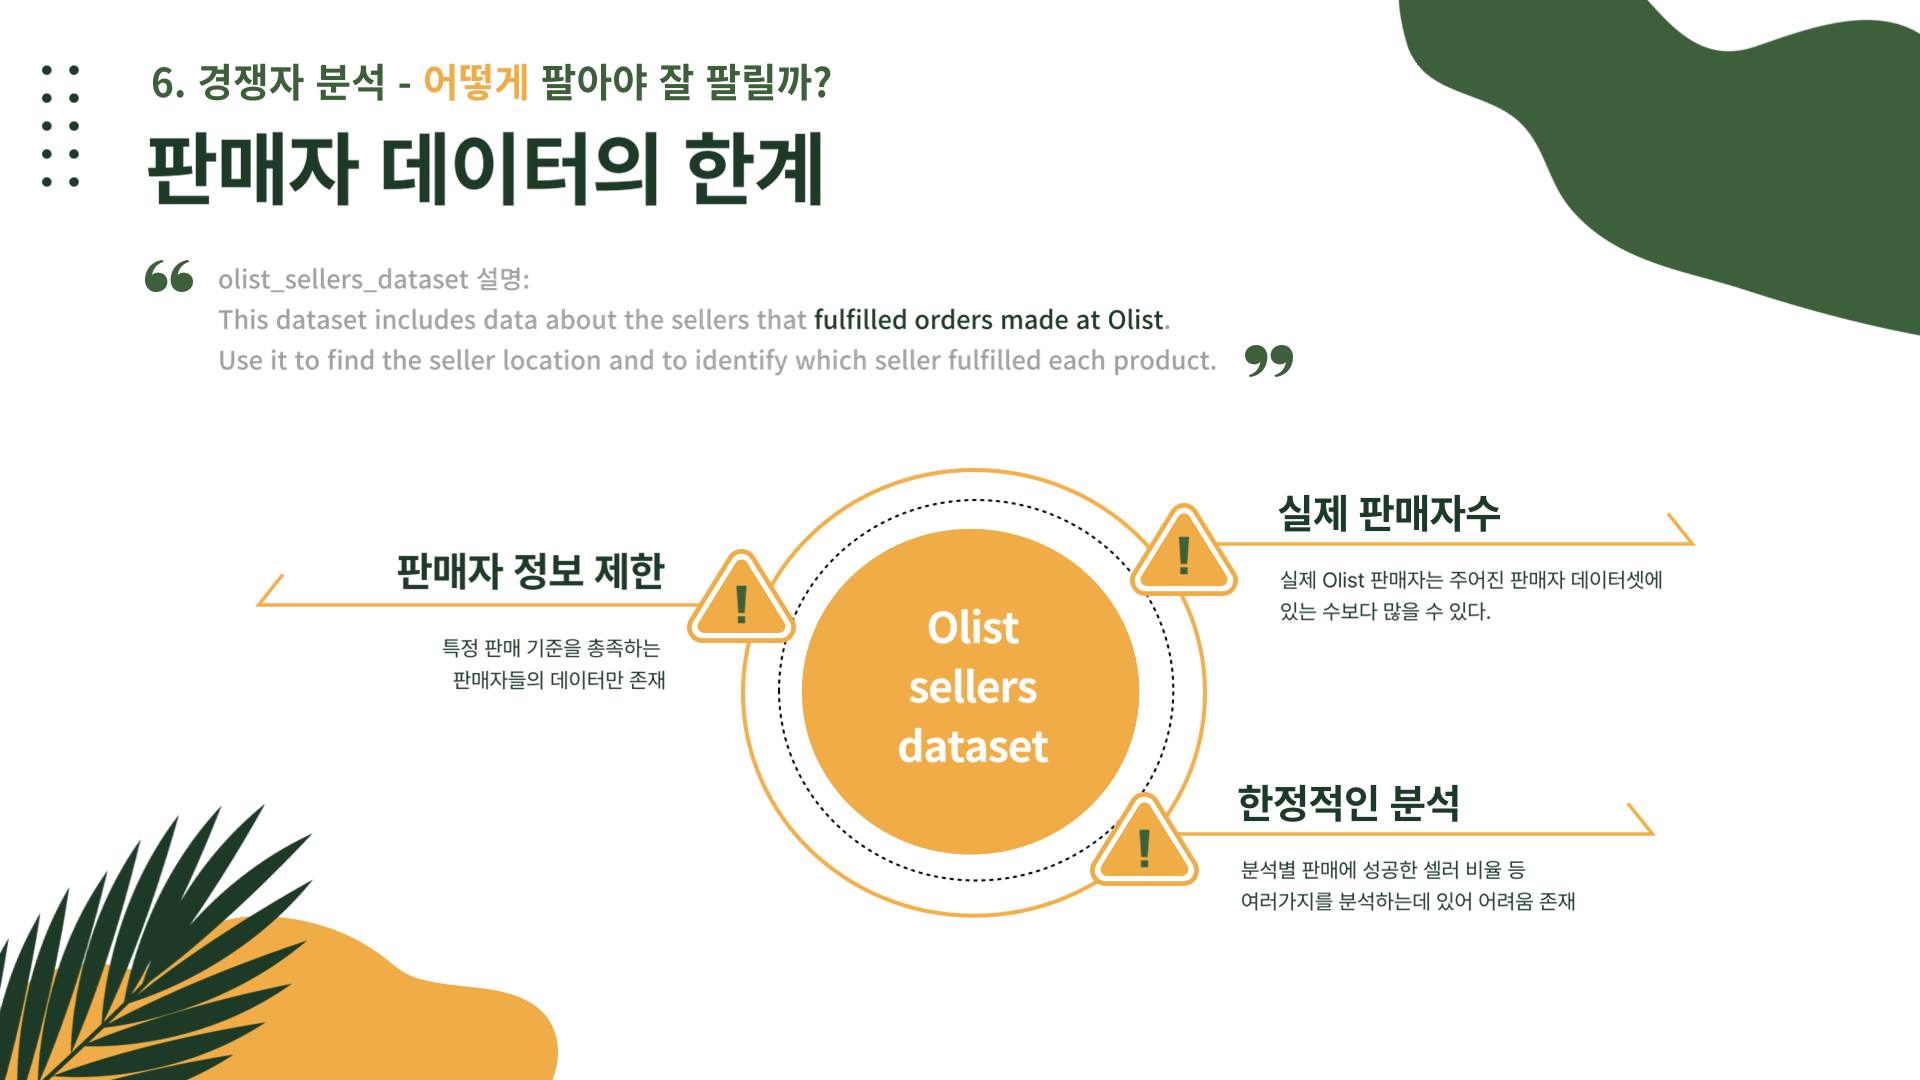 6. 경쟁자 분석 - 어떻게 팔아야 잘 팔릴까?
판매자 데이터의 한계
olist_sellers_dataset 설명:
This dataset includes data about the sellers that fulfilled orders made at Olist.
Use it to find the seller location and to identify which seller fulfilled each product.
판매자 정보 제한
특정 판매 기준을 총족하는
판매자들의 데이터만 존재
Olist
sellers
dataset
실제 판매자수
실제 Olist 판매자는 주어진 판매자 데이터셋에
있는 수보다 많을 수 있다.
한정적인 분석
분석별 판매에 성공한 셀러 비율 등
여러가지를 분석하는데 있어 어려움 존재